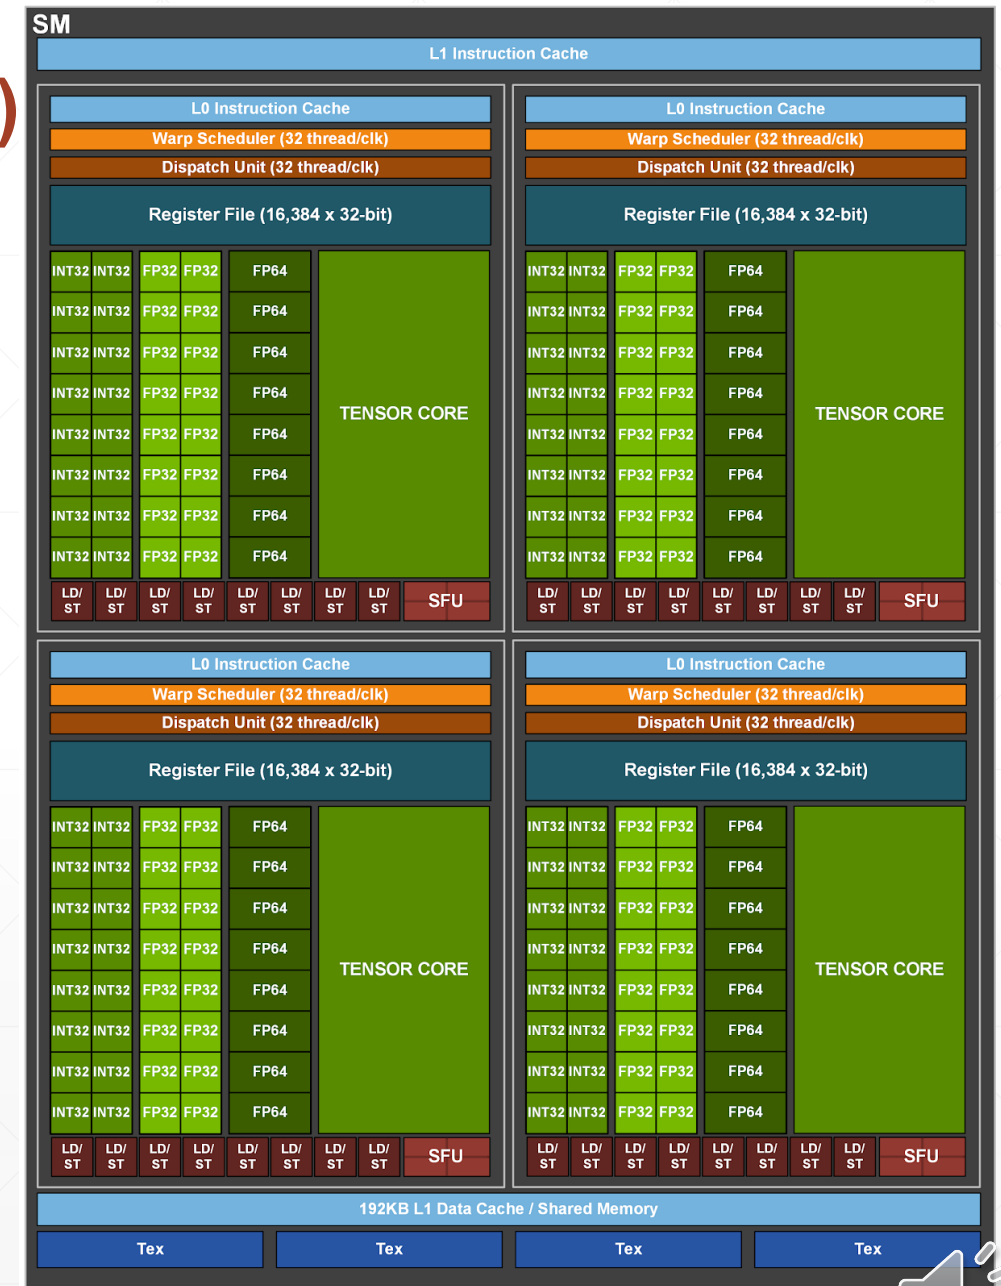 )
SM
L1 Instruction Cache
L0 Instruction Cache
Warp Scheduler (32 thread/clk)
Dispatch Unit (32 thread/clk)
Register File (16,384 x 32-bit)
INT32 INT32 FP32 FP32 FP64
INT32 INT32 FP32 FP32 FP64
INT32 INT32 FP32 FP32 FP64
INT32 INT32 FP32 FP32 FP64
TENSOR CORE
INT32 INT32 FP32 FP32 FP64
INT32 INT32 FP32 FP32 FP64
INT32 INT32 FP32 FP32 FP64
INT32 INT32 FP32 FP32 FP64
LD/ LD/ LD/ LD/ LD/ LD/ LD/ LD/
ST ST ST ST ST ST ST ST
SFU
L0 Instruction Cache
Warp Scheduler (32 thread/clk)
Dispatch Unit (32 thread/clk)
Register File (16,384 x 32-bit)
INT32 INT32 FP32 FP32 FP64
INT32 INT32 FP32 FP32 FP64
INT32 INT32 FP32 FP32 FP64
INT32 INT32 FP32 FP32 FP64
TENSOR CORE
INT32 INT32 FP32 FP32 FP64
INT32 INT32 FP32 FP32 FP64
INT32 INT32 FP32 FP32 FP64
INT32 INT32 FP32 FP32 FP64
LD/ LD/ LD/ LD/ LD/ LD/ LD/ LD/
ST ST ST ST ST ST ST ST
SFU
L0 Instruction Cache
Warp Scheduler (32 thread/clk)
Dispatch Unit (32 thread/clk)
Register File (16,384 x 32-bit)
INT32 INT32 FP32 FP32 FP64
INT32 INT32 FP32 FP32 FP64
INT32 INT32 FP32 FP32 FP64
INT32 INT32 FP32 FP32 FP64
TENSOR CORE
INT32 INT32 FP32 FP32 FP64
INT32 INT32 FP32 FP32 FP64
INT32 INT32 FP32 FP32 FP64
INT32 INT32 FP32 FP32 FP64
LD/ LD/ LD/ LD/ LD/ LD/ LD/ LD/
ST ST ST ST ST ST ST ST
SFU
L0 Instruction Cache
Warp Scheduler (32 thread/clk)
Dispatch Unit (32 thread/clk)
Register File (16,384 x 32-bit)
INT32 INT32 FP32 FP32 FP64
INT32 INT32 FP32 FP32 FP64
INT32 INT32 FP32 FP32 FP64
INT32 INT32 FP32 FP32 FP64
TENSOR CORE
INT32 INT32 FP32 FP32 FP64
INT32 INT32 FP32 FP32 FP64
INT32 INT32 FP32 FP32 FP64
INT32 INT32 FP32 FP32 FP64
LD/ LD/ LD/ LD/ LD/ LD/ LD/ LD/
ST ST ST ST ST ST ST ST
SFU
192KB L1 Data Cache / Shared Memory
Tex Tex Tex Tex